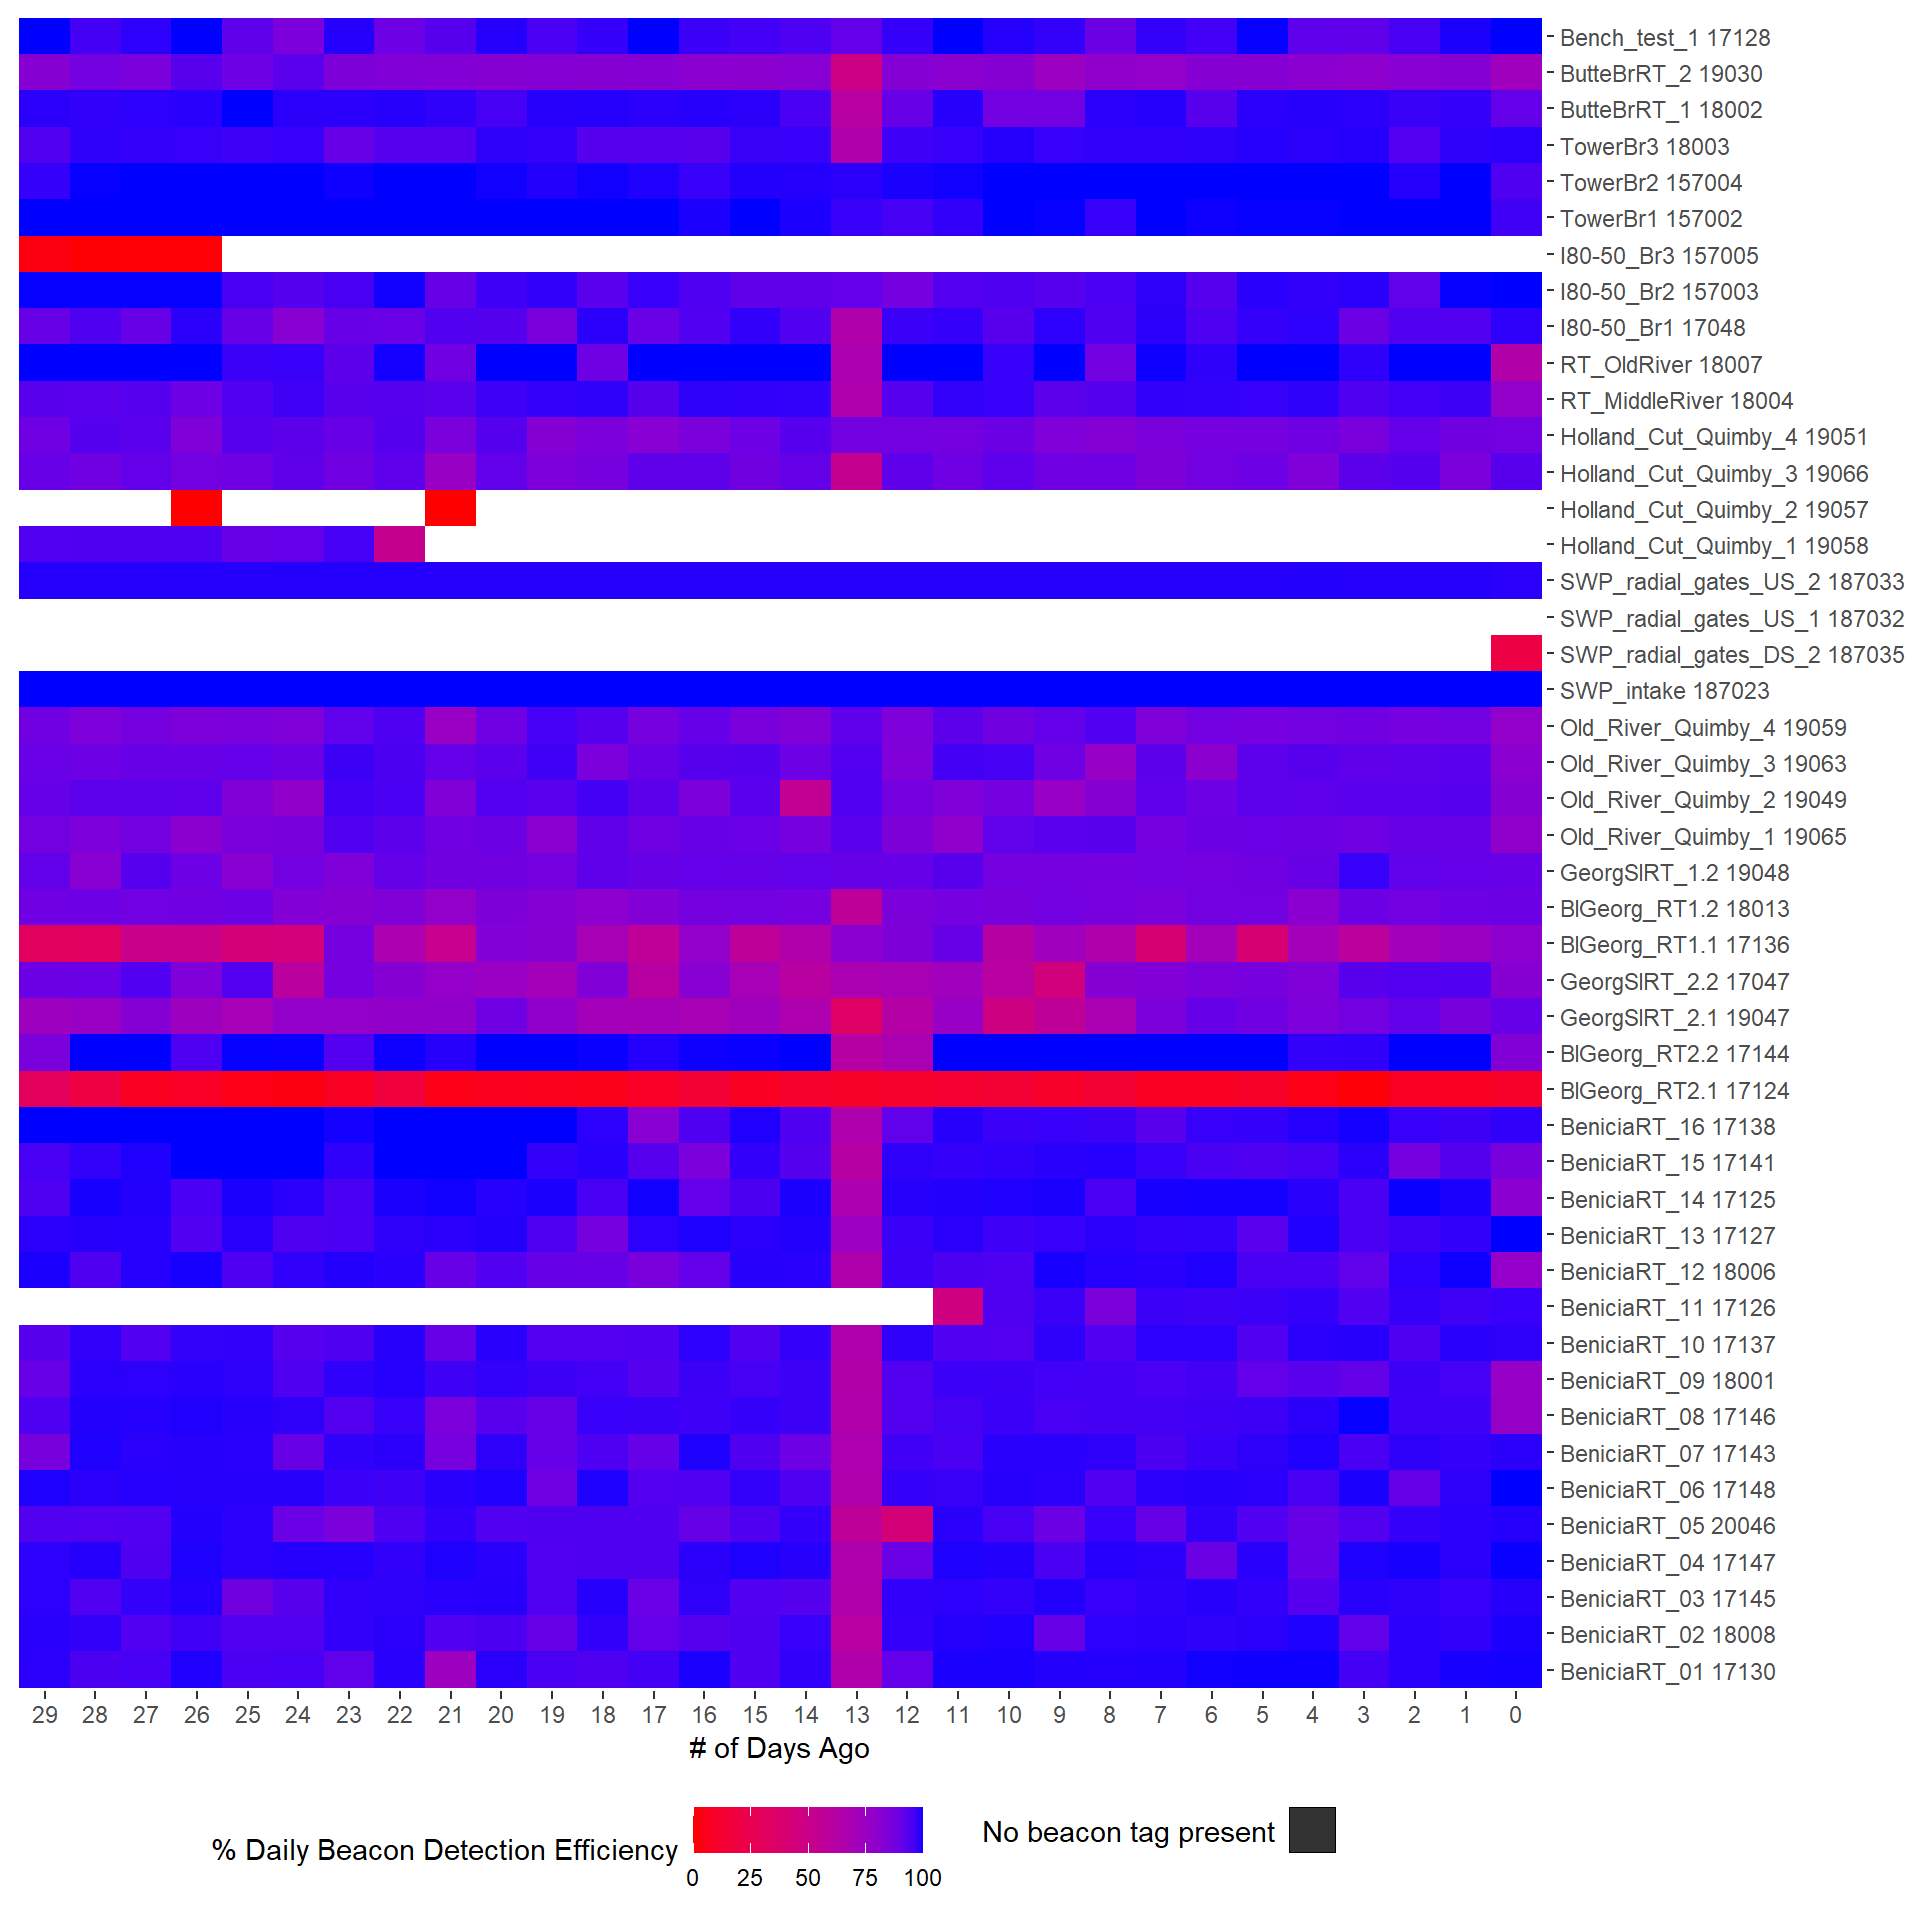 Bench_test_1 17128
ButteBrRT_2 19030
ButteBrRT_1 18002
TowerBr3 18003
TowerBr2 157004
TowerBr1 157002
I80-50_Br3 157005
I80-50_Br2 157003
I80-50_Br1 17048
RT_OldRiver 18007
RT_MiddleRiver 18004
Holland_Cut_Quimby_4 19051
Holland_Cut_Quimby_3 19066
Holland_Cut_Quimby_2 19057
Holland_Cut_Quimby_1 19058
SWP_radial_gates_US_2 187033
SWP_radial_gates_US_1 187032
SWP_radial_gates_DS_2 187035
SWP_intake 187023
Old_River_Quimby_4 19059
Old_River_Quimby_3 19063
Old_River_Quimby_2 19049
Old_River_Quimby_1 19065
GeorgSlRT_1.2 19048
BlGeorg_RT1.2 18013
BlGeorg_RT1.1 17136
GeorgSlRT_2.2 17047
GeorgSlRT_2.1 19047
BlGeorg_RT2.2 17144
BlGeorg_RT2.1 17124
BeniciaRT_16 17138
BeniciaRT_15 17141
BeniciaRT_14 17125
BeniciaRT_13 17127
BeniciaRT_12 18006
BeniciaRT_11 17126
BeniciaRT_10 17137
BeniciaRT_09 18001
BeniciaRT_08 17146
BeniciaRT_07 17143
BeniciaRT_06 17148
BeniciaRT_05 20046
BeniciaRT_04 17147
BeniciaRT_03 17145
BeniciaRT_02 18008
BeniciaRT_01 17130
29 28 27 26 25 24 23 22 21 20 19 18 17 16 15 14 13 12 11 10 9 8 7 6 5 4 3 2 1 0
# of Days Ago
% Daily Beacon Detection Efficiency
0 25 50 75 100
No beacon tag present